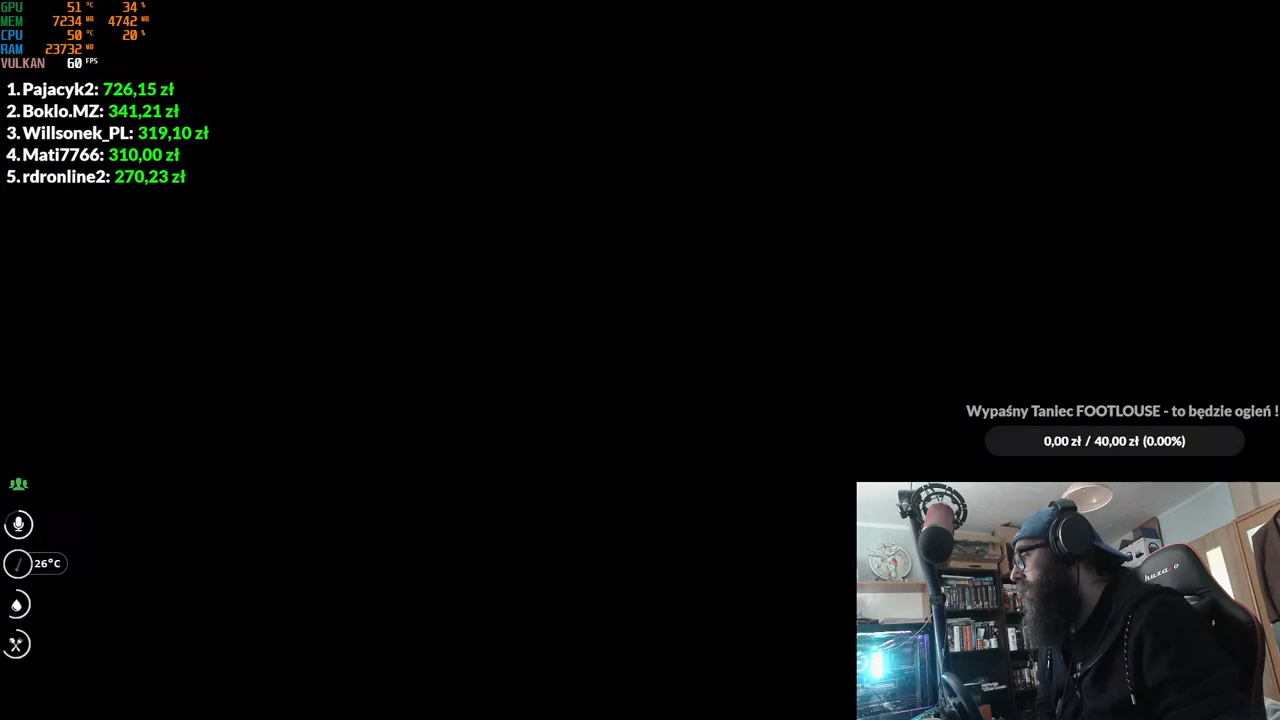 GPU 51 °C 34 %
MEM 7234 MB 4742 MB
CPU 50 °C 20 %
RAM 23732 MB
VULKAN 60 FPS
1. Pajacyk2: 726,15 zł
2. Boklo.MZ: 341,21 zł
3. Willsonek_PL: 319,10 zł
4. Mati7766: 310,00 zł
5. rdronline2: 270,23 zł
Wypaśny Taniec FOOTLOUSE - to będzie ogień !
0,00 zł / 40,00 zł (0.00%)
26°C
huzaro